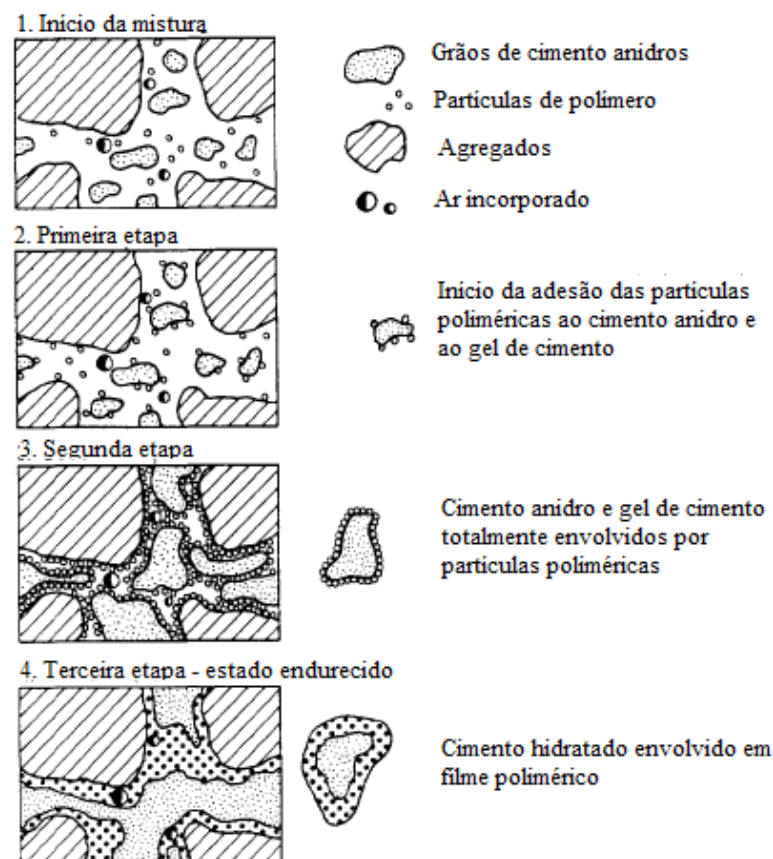 1. Início da mistura
Grãos de cimento anidros
Partículas de polímero
Agregados
Ar incorporado
2. Primeira etapa
Início da adesão das partículas
poliméricas ao cimento anidro e
ao gel de cimento
3. Segunda etapa
Cimento anidro e gel de cimento
totalmente envolvidos por
partículas poliméricas
4. Terceira etapa - estado endurecido
Cimento hidratado envolvido em
filme polimérico